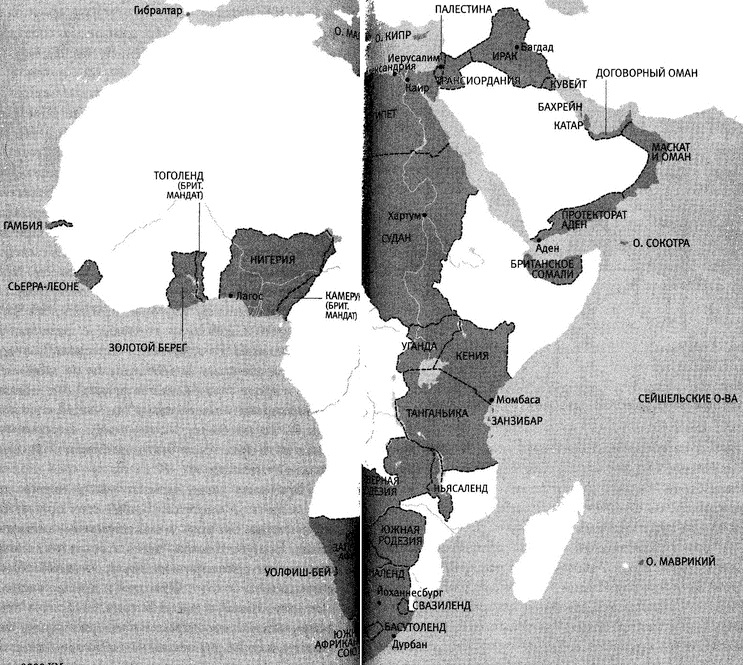 Гибралтар
ПАЛЕСТИНА
О. КИПР
Иерусалим
ИРАК
Багдад
Каир
ТРАНСИОРДАНИЯ
КУВЕЙТ
ДОГОВОРНЫЙ ОМАН
БАХРЕЙН
КАТАР
МАСКАТ
И ОМАН
ТОГОЛЕНД
(БРИТ.
МАНДАТ)
ГАМБИЯ
НИГЕРИЯ
Хартум
СУДАН
ПРОТЕКТОРАТ
АДЕН
Аден
О. СОКОТРА
БРИТАНСКОЕ
СОМАЛИ
СЬЕРРА-ЛЕОНЕ
Лагос
КАМЕРУ
(БРИТ.
МАНДАТ)
ЗОЛОТОЙ БЕРЕГ
УГАНДА
КЕНИЯ
Момбаса
ТАНГАНЬИКА
ЗАНЗИБАР
СЕЙШЕЛЬСКИЕ О-ВА
НЬЯСАЛЕНД
ЮЖНАЯ
РОДЕЗИЯ
УОЛФИШ-БЕЙ
О. МАВРИКИЙ
Йоханнесбург
СВАЗИЛЕНД
БАСУТОЛЕНД
Дурбан